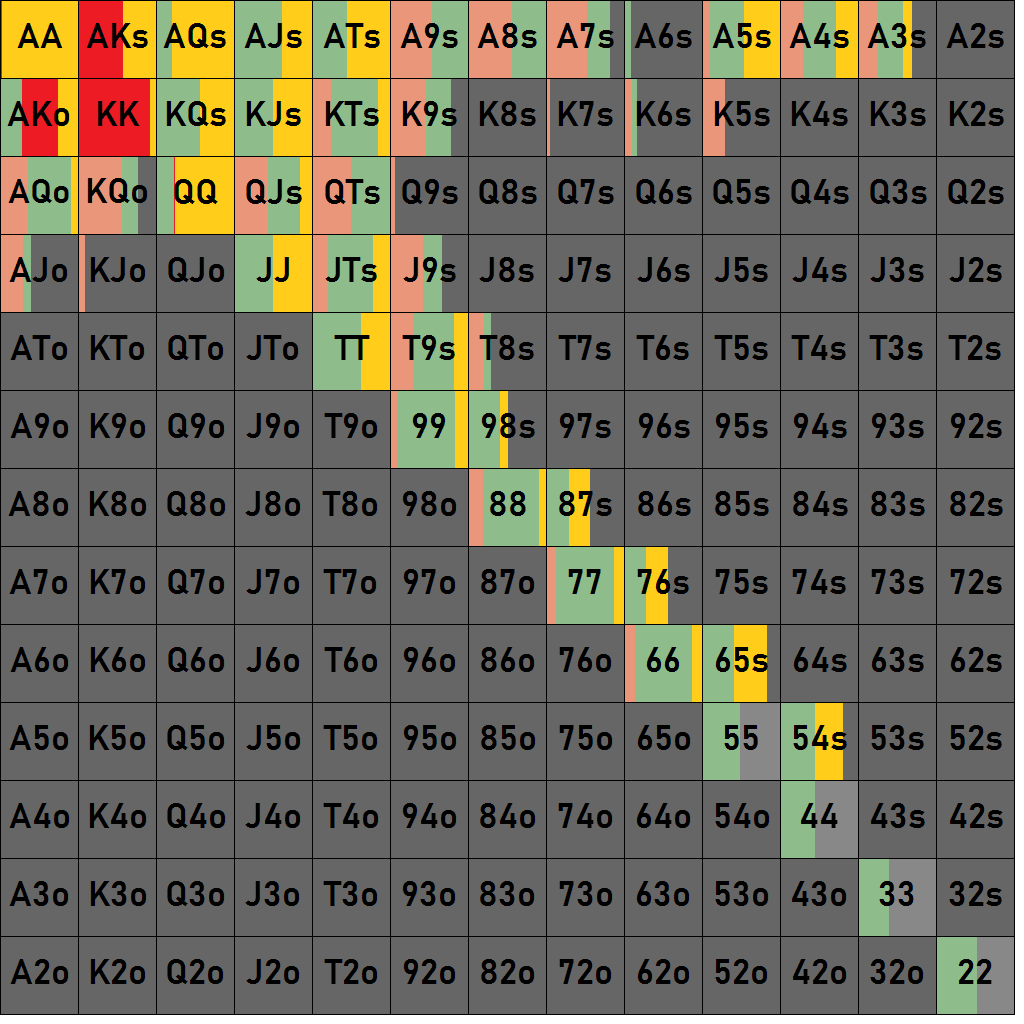 AA AKs AQs AJs ATs A9s A8s A7s A6s A5s A4s A3s A2s
AKo KK KQs KJs KTs K9s K8s K7s K6s K5s K4s K3s K2s
AQo KQo QQ QJs QTs Q9s Q8s Q7s Q6s Q5s Q4s Q3s Q2s
AJo KJo QJo JJ JTs J9s J8s J7s J6s J5s J4s J3s J2s
ATo KTo QTo JTo TT T9s T8s T7s T6s T5s T4s T3s T2s
A9o K9o Q9o J9o T9o 99 98s 97s 96s 95s 94s 93s 92s
A8o K8o Q8o J8o T8o 98o 88 87s 86s 85s 84s 83s 82s
A7o K7o Q7o J7o T7o 97o 87o 77 76s 75s 74s 73s 72s
A6o K6o Q6o J6o T6o 96o 86o 76o 66 65s 64s 63s 62s
A5o K5o Q5o J5o T5o 95o 85o 75o 65o 55 54s 53s 52s
A4o K4o Q4o J4o T4o 94o 84o 74o 64o 54o 44 43s 42s
A3o K3o Q3o J3o T3o 93o 83o 73o 63o 53o 43o 33 32s
A2o K2o Q2o J2o T2o 92o 82o 72o 62o 52o 42o 32o 22